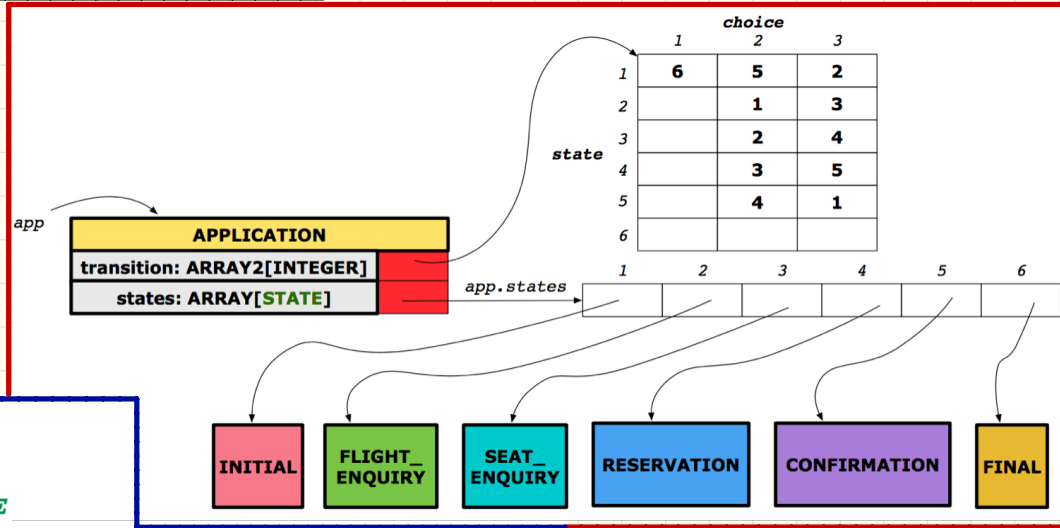 choice
1 2 3
1 6 5 2
2 1 3
3 2 4
state
4 3 5
5 4 1
6
app
APPLICATION
transition: ARRAY2[INTEGER]
states: ARRAY[STATE]
app.states
1 2 3 4 5 6
INITIAL
FLIGHT_
ENQUIRY
SEAT_
ENQUIRY
RESERVATION
CONFIRMATION
FINAL
E